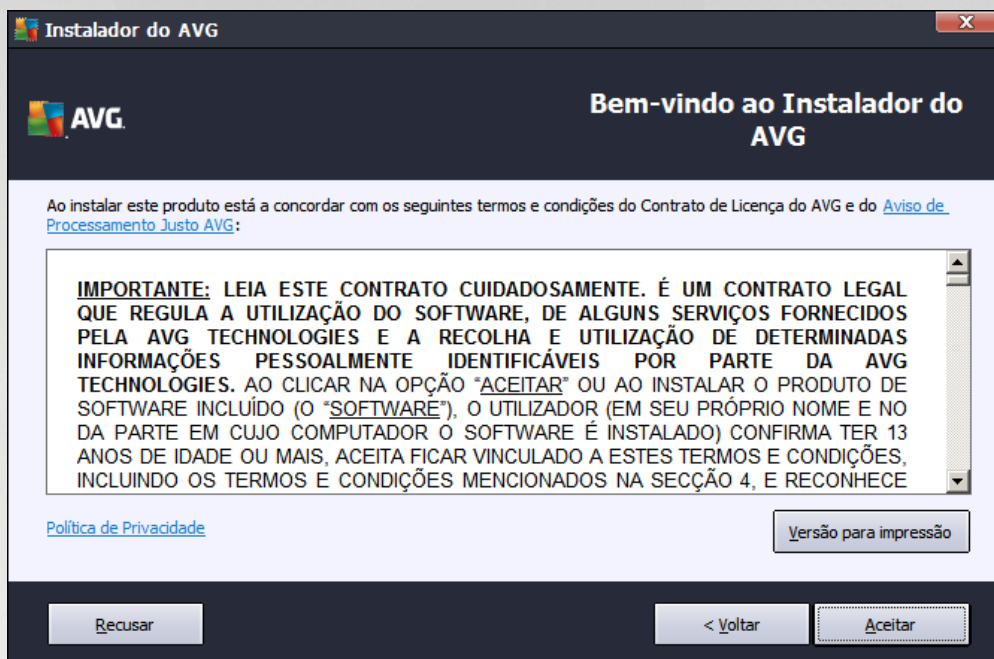 Instalador do AVG
AVG.
Bem-vindo ao Instalador do
AVG
Ao instalar este produto está a concordar com os seguintes termos e condições do Contrato de Licença do AVG e do Aviso de
Processamento Justo AVG:
IMPORTANTE: LEIA ESTE CONTRATO CUIDADOSAMENTE. É UM CONTRATO LEGAL
QUE REGULA A UTILIZAÇÃO DO SOFTWARE, DE ALGUNS SERVIÇOS FORNECIDOS
PELA AVG TECHNOLOGIES E A RECOLHA E UTILIZAÇÃO DE DETERMINADAS
INFORMAÇÕES PESSOALMENTE IDENTIFICÁVEIS POR PARTE DA AVG
TECHNOLOGIES. AO CLICAR NA OPÇÃO “ACEITAR” OU AO INSTALAR O PRODUTO DE
SOFTWARE INCLUÍDO (O “SOFTWARE”), O UTILIZADOR (EM SEU PRÓPRIO NOME E NO
DA PARTE EM CUJO COMPUTADOR O SOFTWARE É INSTALADO) CONFIRMA TER 13
ANOS DE IDADE OU MAIS, ACEITA FICAR VINCULADO A ESTES TERMOS E CONDIÇÕES,
INCLUINDO OS TERMOS E CONDIÇÕES MENCIONADOS NA SECÇÃO 4, E RECONHECE
Política de Privacidade
Versão para impressão
Recusar
< Voltar
Aceitar